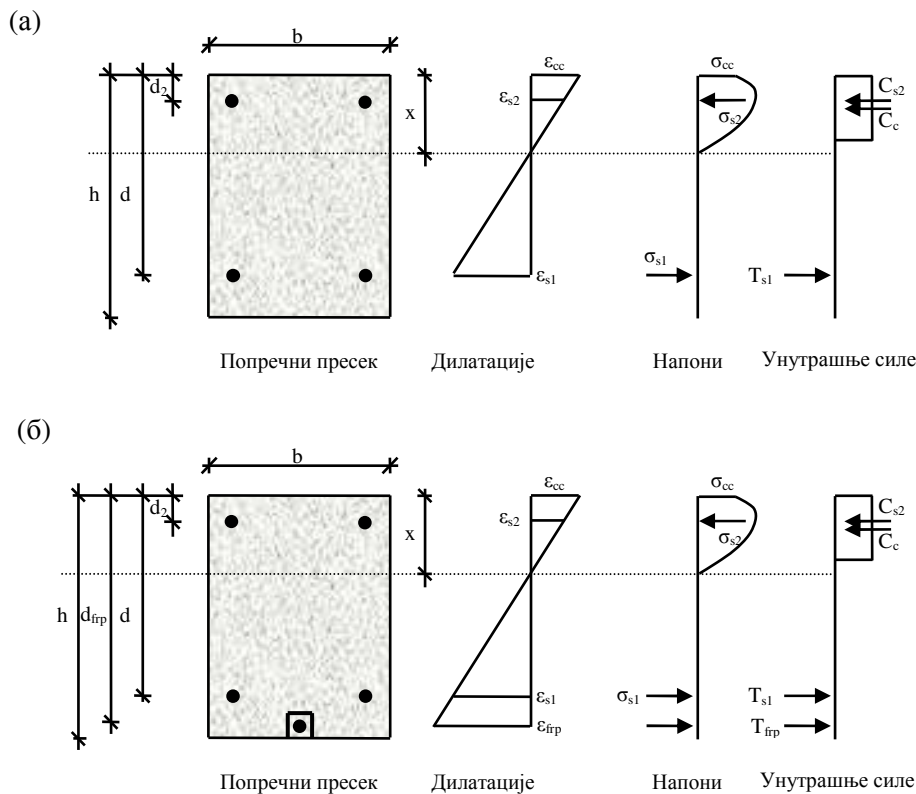 (а)
b
d2
εcc
σcc
εs2
σs2
Cs2
Cc
x
h
d
σs1
εs1
Ts1
Попречни пресек
Дилатације
Напони
Унутрашње силе
(б)
b
d2
εcc
σcc
εs2
σs2
Cs2
Cc
x
h
dfrp
d
εs1
σs1
Ts1
εfrp
Tfrp
Попречни пресек
Дилатације
Напони
Унутрашње силе